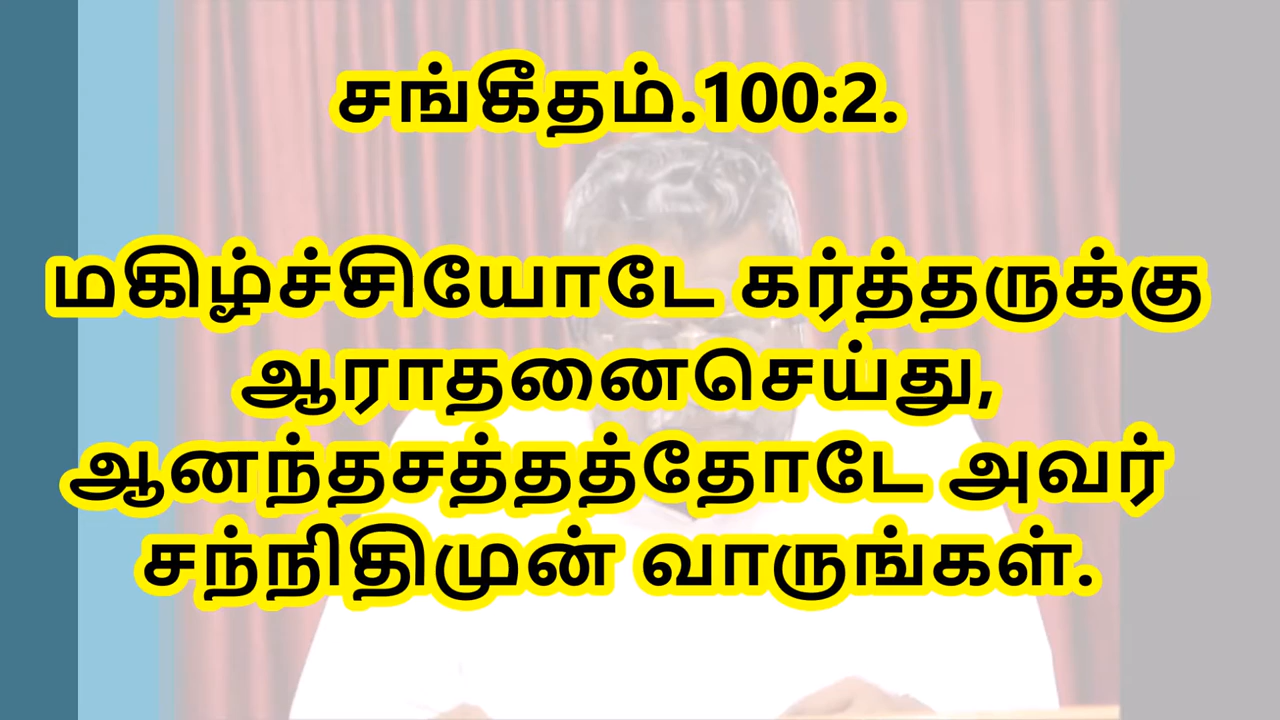 சங்கீதம்.100:2.
மகிழ்ச்சியோடே கர்த்தருக்கு
ஆராதனைசெய்து,
ஆனந்தசத்தத்தோடே அவர்
சந்நிதிமுன் வாருங்கள்.